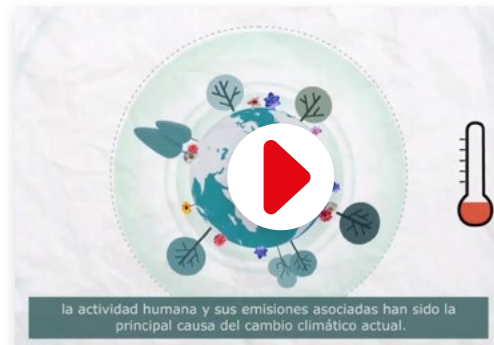 la actividad humana y sus emisiones asociadas han sido la
principal causa del cambio climático actual.